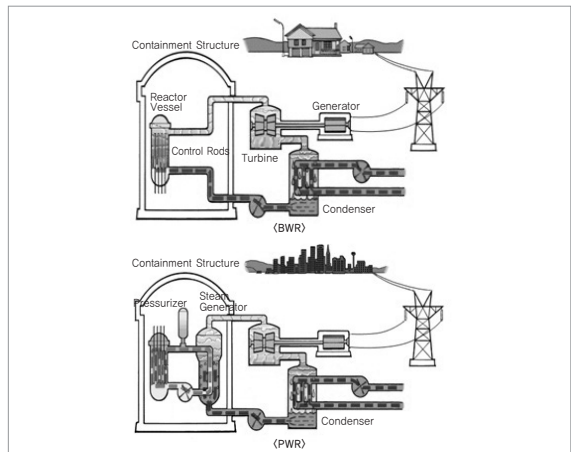 Containment Structure
Reactor
Vessel
Control Rods
Generator
Turbine
Condenser
〈BWR〉
Containment Structure
Pressurizer
Steam
Generator
Condenser
〈PWR〉